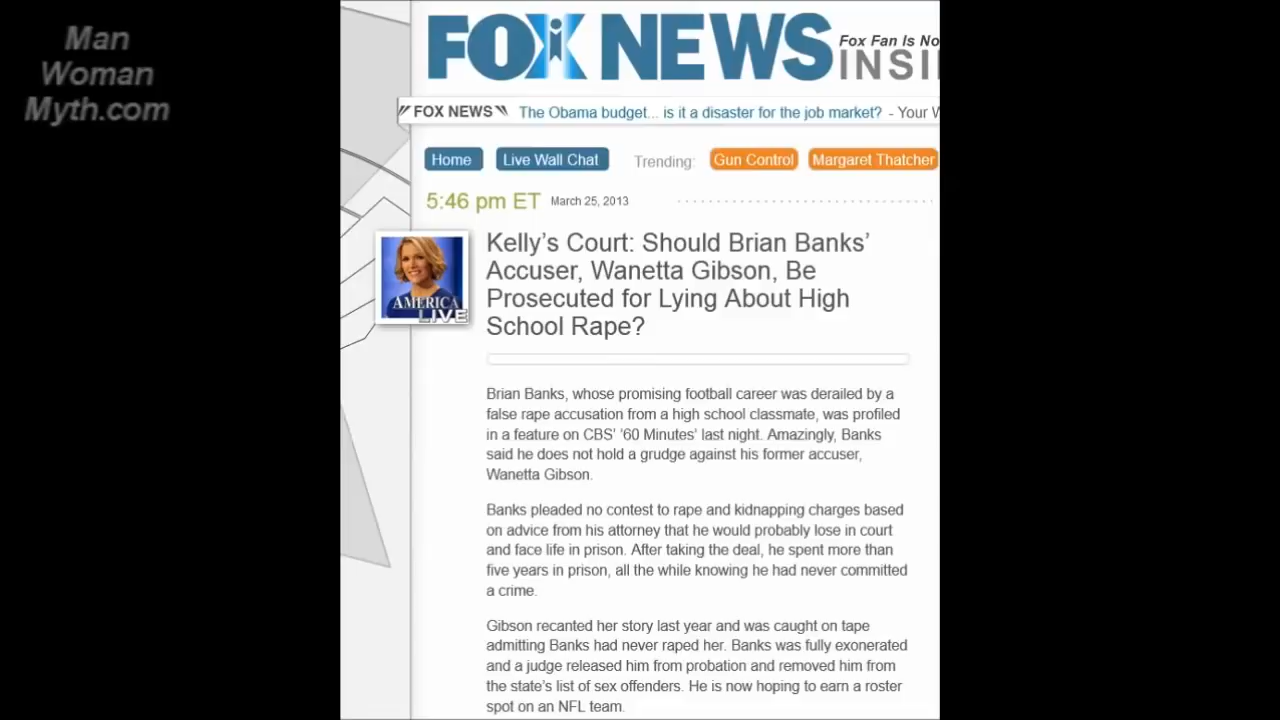 Man
Woman
Myth.com
FOX NEWS
Fox Fan Is No
INSI
FOX NEWS The Obama budget... is it a disaster for the job market? - Your W
Home Live Wall Chat Trending: Gun Control Margaret Thatcher
5:46 pm ET March 25, 2013
AMERICA
LIVE
Kelly's Court: Should Brian Banks'
Accuser, Wanetta Gibson, Be
Prosecuted for Lying About High
School Rape?
Brian Banks, whose promising football career was derailed by a
false rape accusation from a high school classmate, was profiled
in a feature on CBS' '60 Minutes' last night. Amazingly, Banks
said he does not hold a grudge against his former accuser,
Wanetta Gibson.
Banks pleaded no contest to rape and kidnapping charges based
on advice from his attorney that he would probably lose in court
and face life in prison. After taking the deal, he spent more than
five years in prison, all the while knowing he had never committed
a crime.
Gibson recanted her story last year and was caught on tape
admitting Banks had never raped her. Banks was fully exonerated
and a judge released him from probation and removed him from
the state's list of sex offenders. He is now hoping to earn a roster
spot on an NFL team.